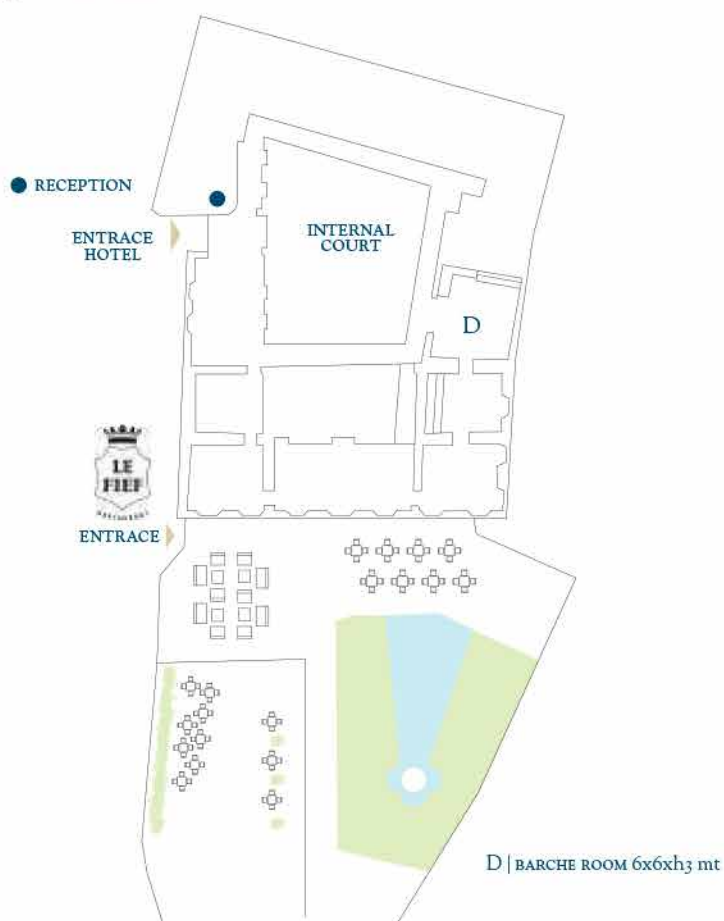 RECEPTION
ENTRACE
HOTEL
INTERNAL
COURT
D
LE
FIEF
ENTRACE
D | BARCHE ROOM 6x6xh3 mt